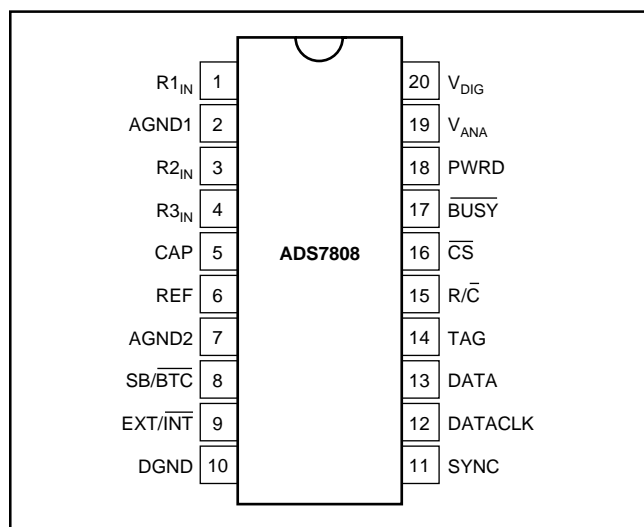 R1IN 1 20 VDIG
AGND1 2 19 VANA
R2IN 3 18 PWRD
R3IN 4 17 BUSY
CAP 5 ADS7808 16 CS
REF 6 15 R/C
AGND2 7 14 TAG
SB/BTC 8 13 DATA
EXT/INT 9 12 DATACLK
DGND 10 11 SYNC